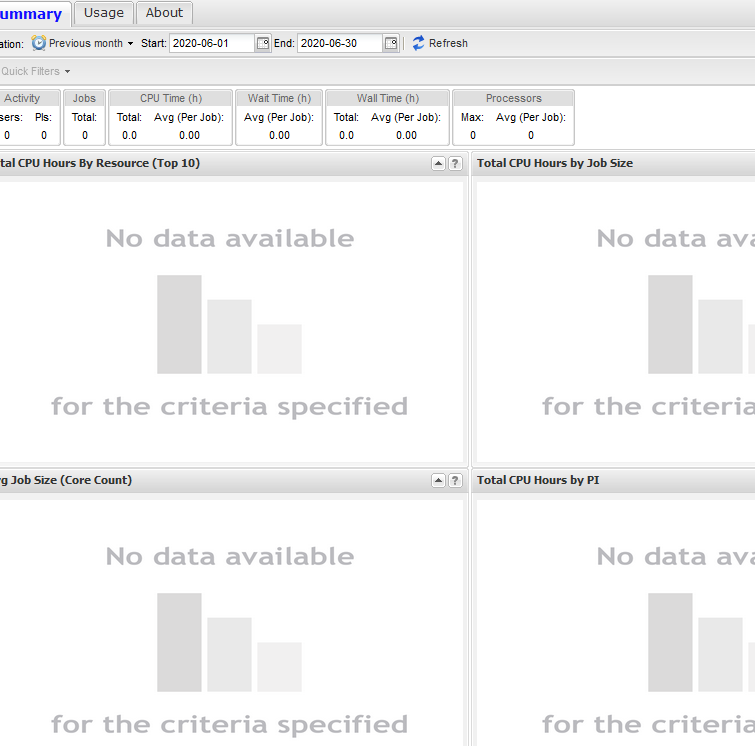 ummary Usage About
ation: Previous month Start: 2020-06-01 End: 2020-06-30 Refresh
Quick Filters
Activity Jobs CPU Time (h) Wait Time (h) Wall Time (h) Processors
sers: PIs: Total: Total: Avg (Per Job): Avg (Per Job): Total: Avg (Per Job): Max: Avg (Per Job):
0 0 0 0.0 0.00 0.00 0.0 0.00 0 0
tal CPU Hours By Resource (Top 10) ? Total CPU Hours by Job Size
No data available No data ava
for the criteria specified for the criteria
g Job Size (Core Count) ? Total CPU Hours by PI
No data available No data ava
for the criteria specified for the criteria